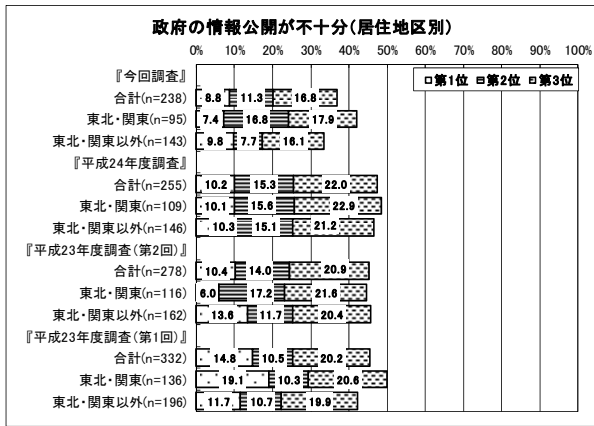 政府の情報公開が不十分(居住地区別)
0% 10% 20% 30% 40% 50% 60% 70% 80% 90% 100%
□第1位 第2位 第3位
『今回調査』
合計(n=238) 8.8 11.3 16.8
東北・関東(n=95) 7.4 16.8 17.9
東北・関東以外(n=143) 9.8 7.7 16.1
『平成24年度調査』
合計(n=255) 10.2 15.3 22.0
東北・関東(n=109) 10.1 15.6 22.9
東北・関東以外(n=146) 10.3 15.1 21.2
『平成23年度調査(第2回)』
合計(n=278) 10.4 14.0 20.9
東北・関東(n=116) 6.0 17.2 21.6
東北・関東以外(n=162) 13.6 11.7 20.4
『平成23年度調査(第1回)』
合計(n=332) 14.8 10.5 20.2
東北・関東(n=136) 19.1 10.3 20.6
東北・関東以外(n=196) 11.7 10.7 19.9